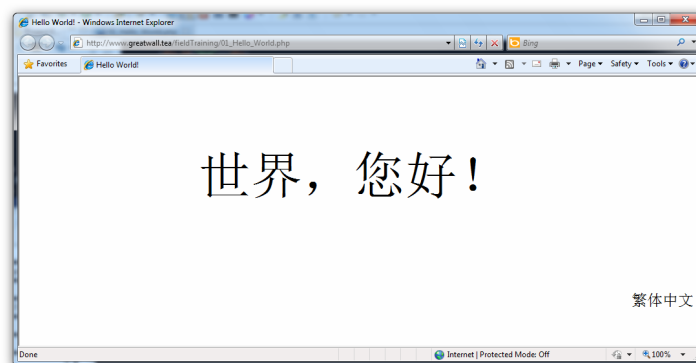 Hello World! - Windows Internet Explorer
http://www.greatwall.tea/fieldTraining/01_Hello_World.php
Bing
Favorites
Hello World!
Page
Safety
Tools
世界，您好！
繁体中文
Done
Internet | Protected Mode: Off
100%